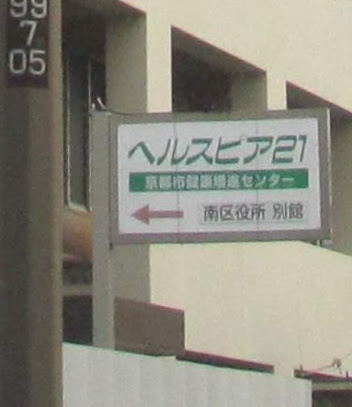 99
7
05
ヘルスピア21
京都市健康増進センター
南区役所 別館